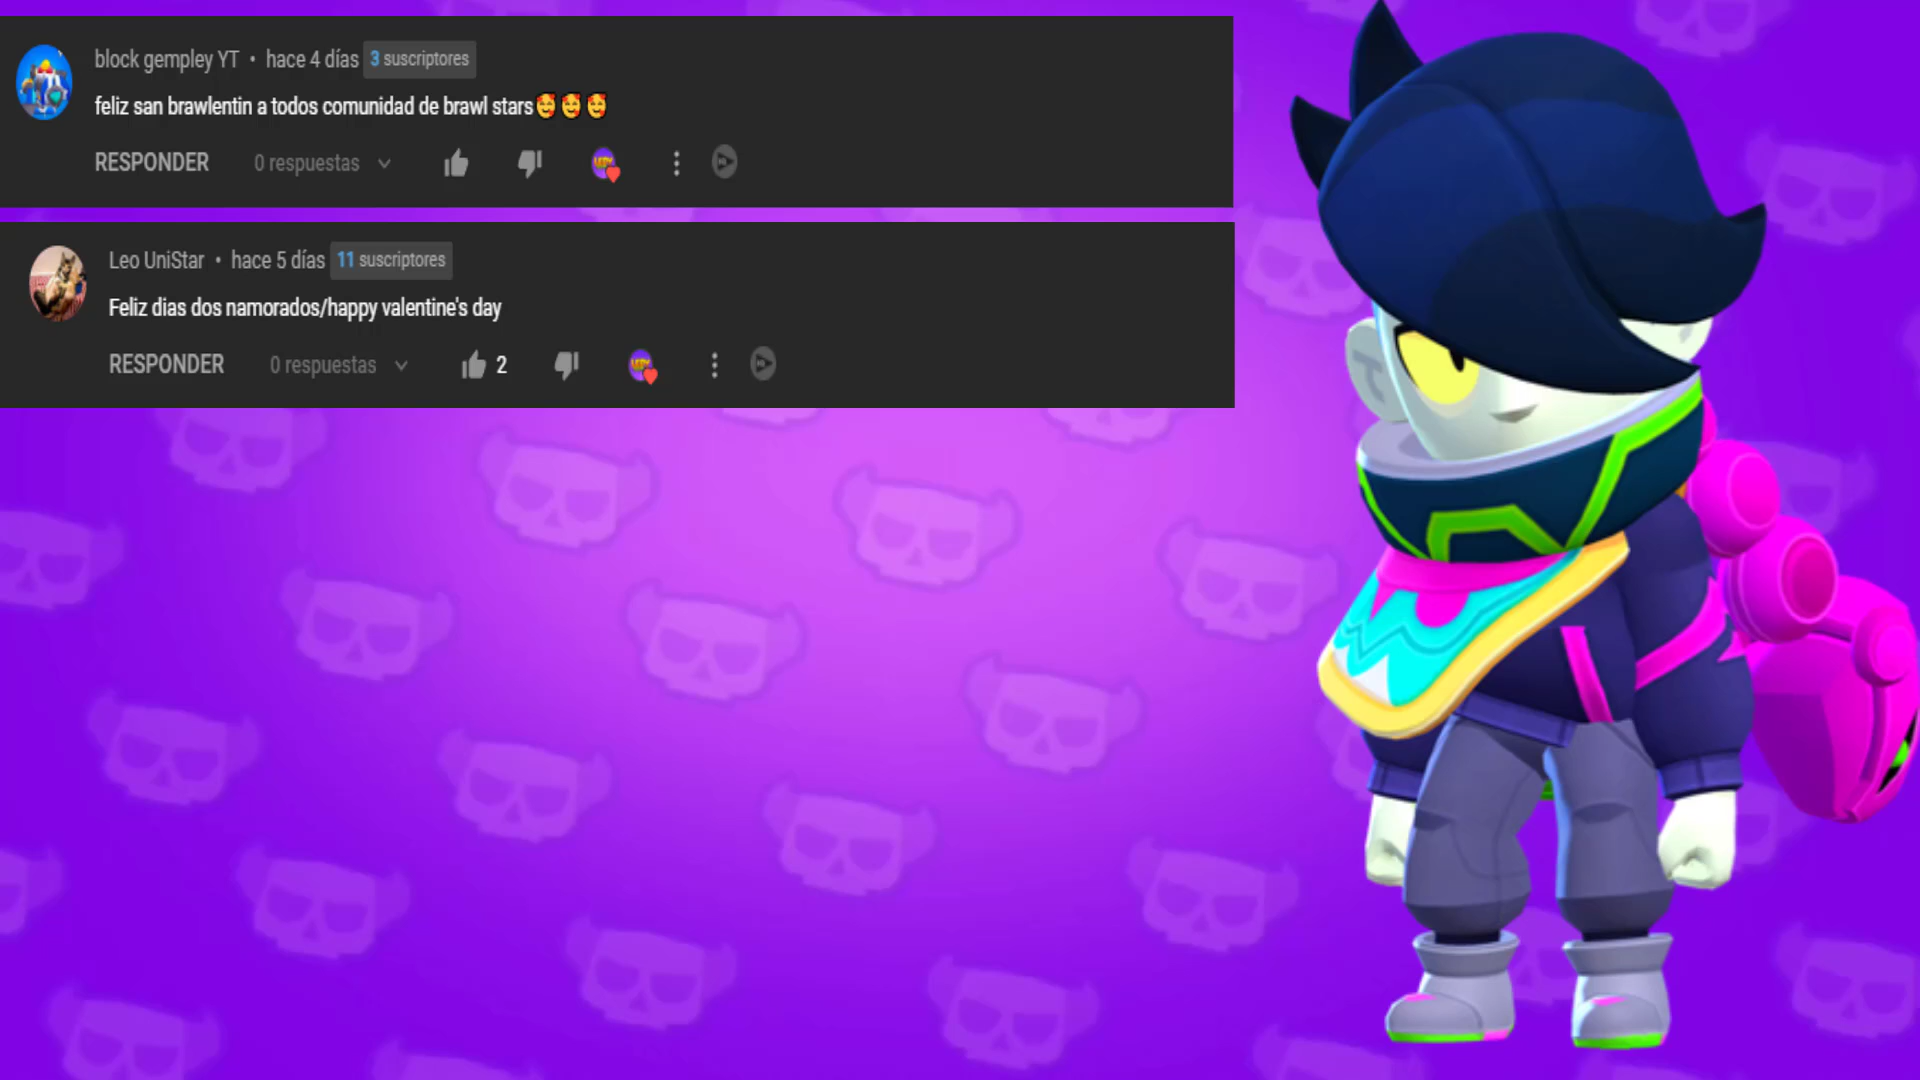 block gempley YT • hace 4 días 3 suscriptores
feliz san brawlentin a todos comunidad de brawl stars🥰🥰🥰
RESPONDER 0 respuestas
Leo UniStar • hace 5 días 11 suscriptores
Feliz dias dos namorados/happy valentine's day
RESPONDER 0 respuestas 2